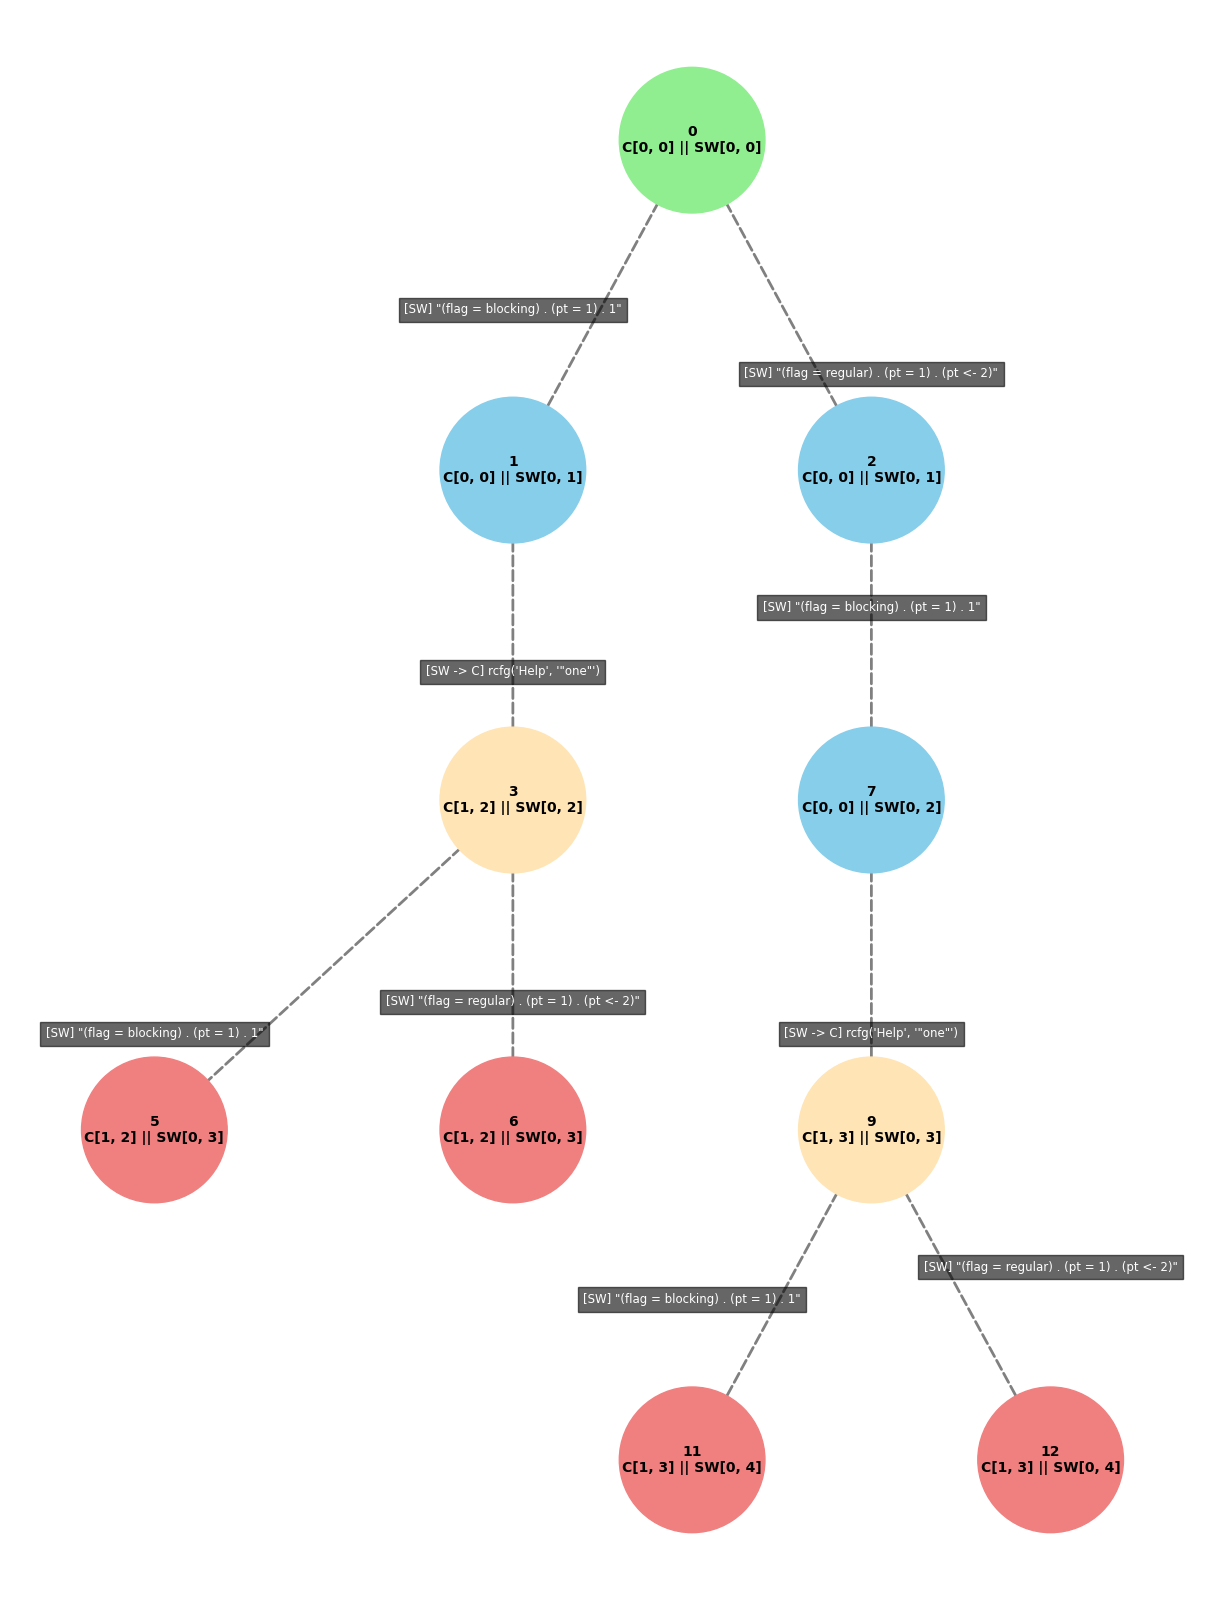 0
C[0, 0] || SW[0, 0]
[SW] "(flag = blocking) . (pt = 1) . 1"
[SW] "(flag = regular) . (pt = 1) . (pt <- 2)"
1
C[0, 0] || SW[0, 1]
2
C[0, 0] || SW[0, 1]
[SW] "(flag = blocking) . (pt = 1) . 1"
[SW -> C] rcfg('Help', '"one"')
3
C[1, 2] || SW[0, 2]
7
C[0, 0] || SW[0, 2]
[SW] "(flag = regular) . (pt = 1) . (pt <- 2)"
[SW] "(flag = blocking) . (pt = 1) . 1"
[SW -> C] rcfg('Help', '"one"')
5
C[1, 2] || SW[0, 3]
6
C[1, 2] || SW[0, 3]
9
C[1, 3] || SW[0, 3]
[SW] "(flag = regular) . (pt = 1) . (pt <- 2)"
[SW] "(flag = blocking) . (pt = 1) . 1"
11
C[1, 3] || SW[0, 4]
12
C[1, 3] || SW[0, 4]